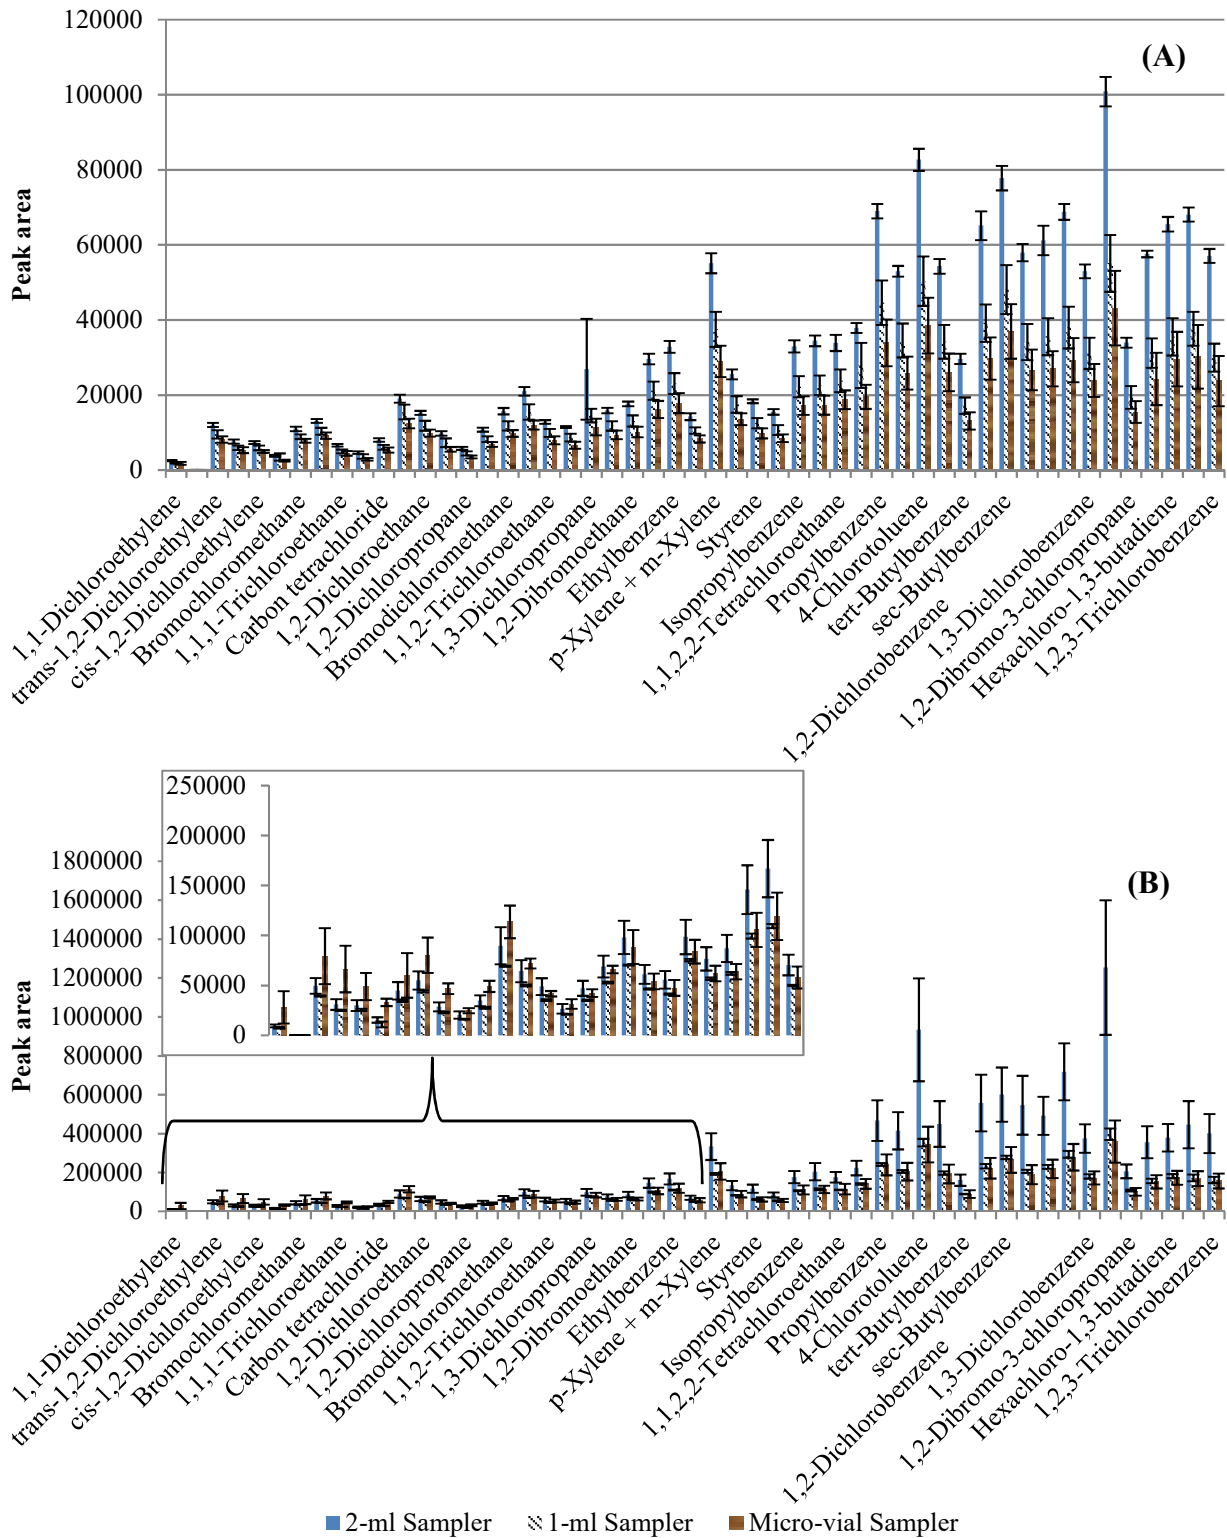 120000
(A)
100000
80000
60000
40000
20000
0
Peak area
1,1-Dichloroethylene
trans-1,2-Dichloroethylene
cis-1,2-Dichloroethylene
Bromochloromethane
1,1,1-Trichloroethane
Carbon tetrachloride
1,2-Dichloroethane
1,2-Dichloropropane
Bromodichloromethane
1,1,2-Trichloroethane
1,3-Dichloropropane
1,2-Dibromoethane
Ethylbenzene
p-Xylene + m-Xylene
Styrene
Isopropylbenzene
1,1,2,2-Tetrachloroethane
Propylbenzene
4-Chlorotoluene
tert-Butylbenzene
sec-Butylbenzene
1,2-Dichlorobenzene
1,3-Dichlorobenzene
1,2-Dibromo-3-chloropropane
Hexachloro-1,3-butadiene
1,2,3-Trichlorobenzene
250000
200000
150000
100000
50000
0
(B)
1800000
1600000
1400000
1200000
1000000
800000
600000
400000
200000
0
Peak area
1,1-Dichloroethylene
trans-1,2-Dichloroethylene
cis-1,2-Dichloroethylene
Bromochloromethane
1,1,1-Trichloroethane
Carbon tetrachloride
1,2-Dichloroethane
1,2-Dichloropropane
Bromodichloromethane
1,1,2-Trichloroethane
1,3-Dichloropropane
1,2-Dibromoethane
Ethylbenzene
p-Xylene + m-Xylene
Styrene
Isopropylbenzene
1,1,2,2-Tetrachloroethane
Propylbenzene
4-Chlorotoluene
tert-Butylbenzene
sec-Butylbenzene
1,2-Dichlorobenzene
1,3-Dichlorobenzene
1,2-Dibromo-3-chloropropane
Hexachloro-1,3-butadiene
1,2,3-Trichlorobenzene
2-ml Sampler
1-ml Sampler
Micro-vial Sampler